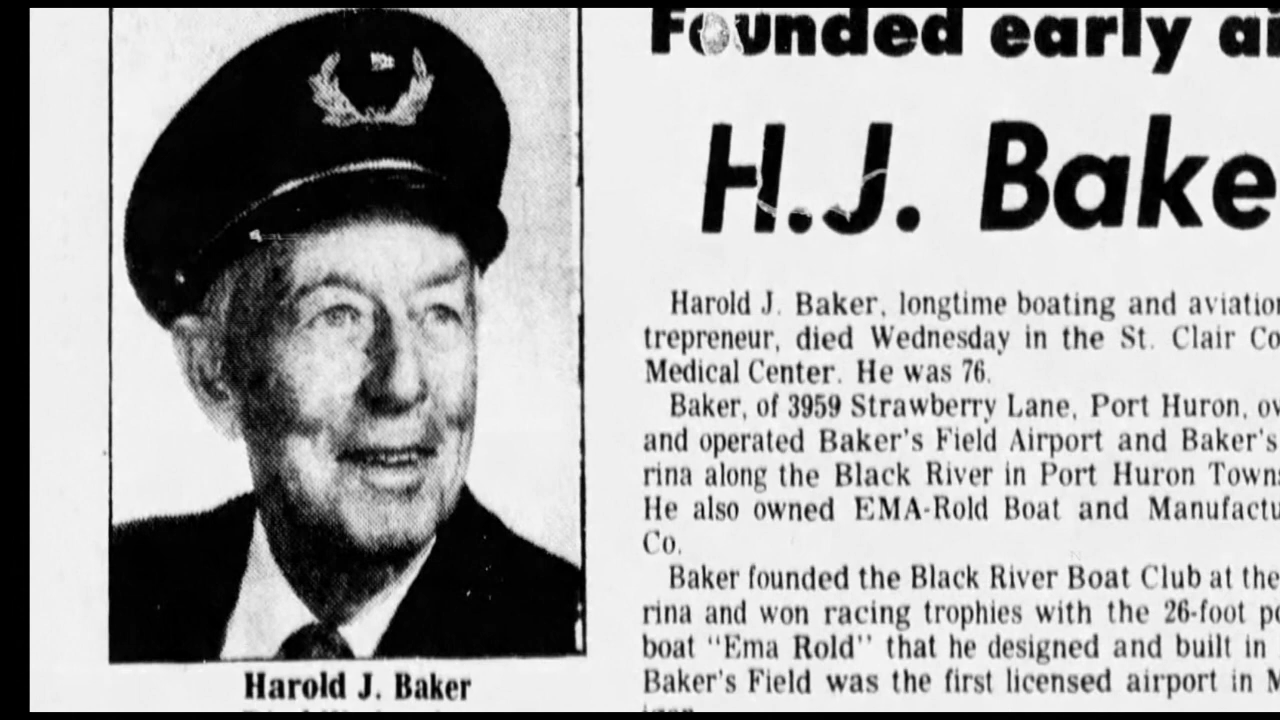 Founded early ai
H.J. Bake
Harold J. Baker, longtime boating and aviation
trepreneur, died Wednesday in the St. Clair Co
Medical Center. He was 76.
Baker, of 3959 Strawberry Lane, Port Huron, ow
and operated Baker's Field Airport and Baker's
rina along the Black River in Port Huron Towns
He also owned EMA-Rold Boat and Manufactu
Co.
Baker founded the Black River Boat Club at the
rina and won racing trophies with the 26-foot po
boat "Ema Rold" that he designed and built in
Baker's Field was the first licensed airport in M
Harold J. Baker